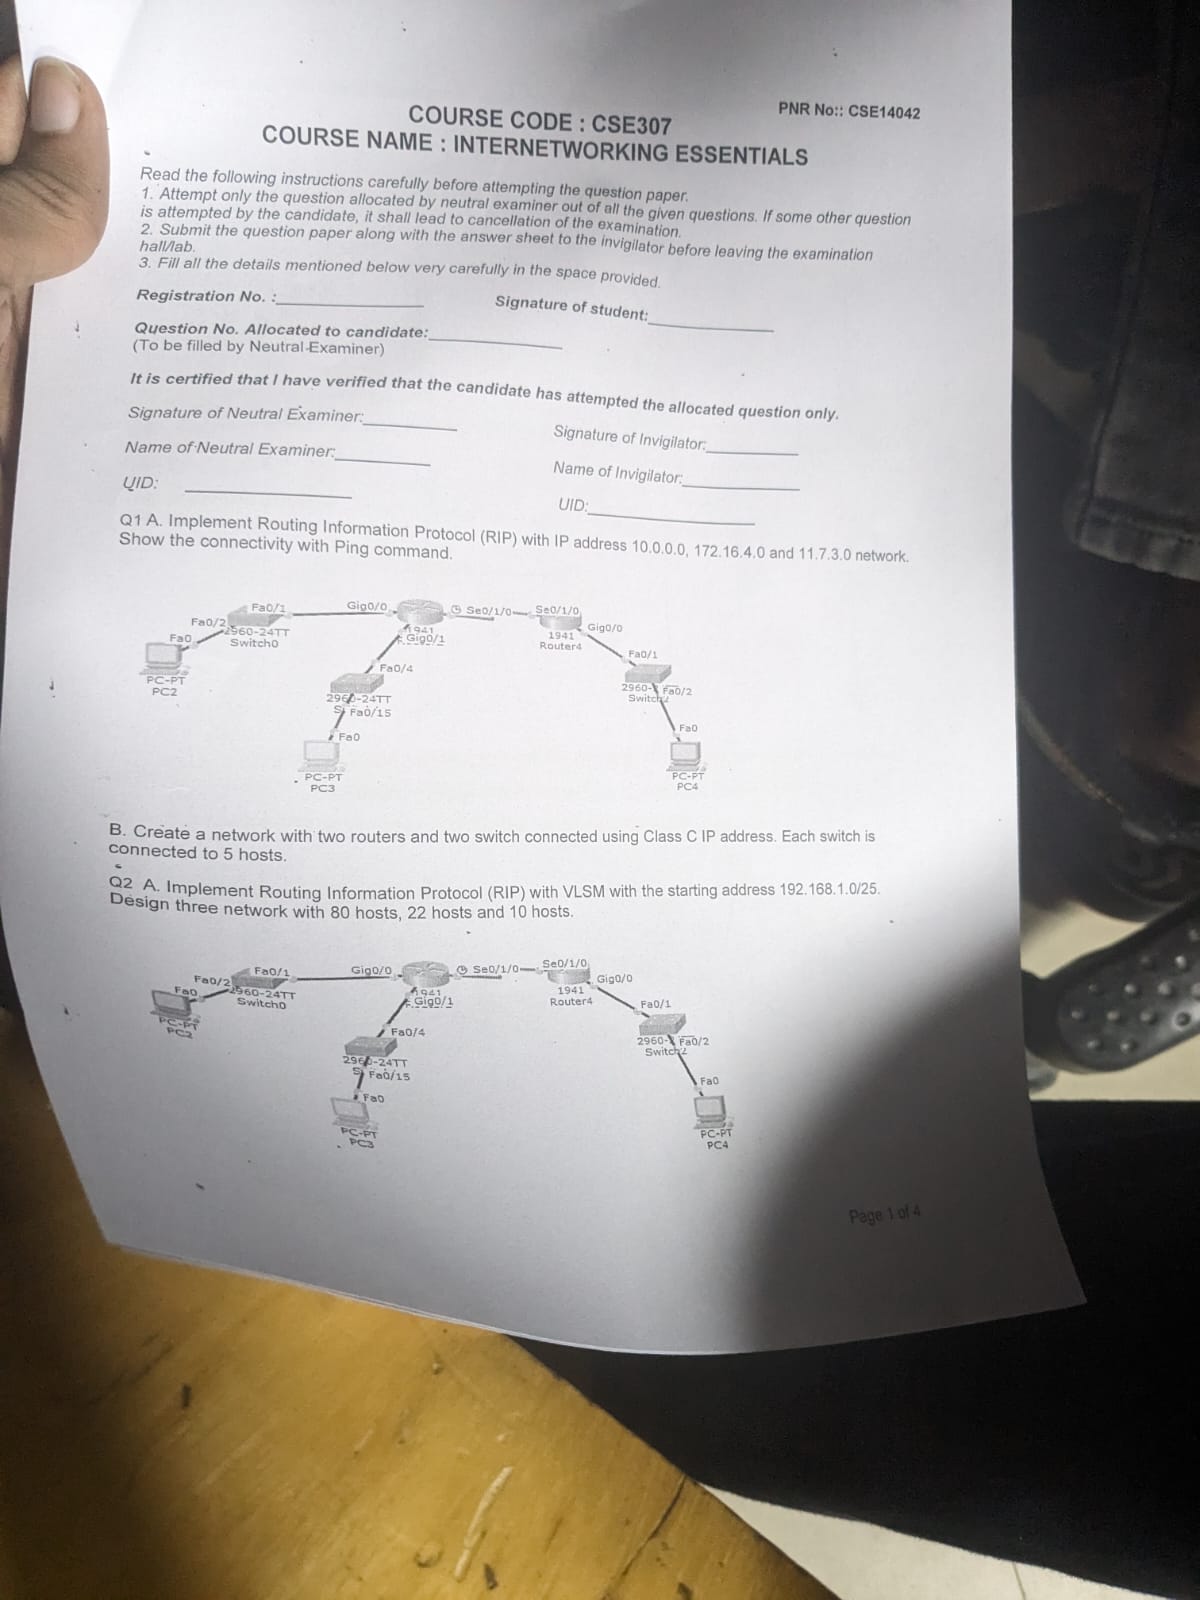 PNR No:: CSE14042
COURSE CODE : CSE307
COURSE NAME : INTERNETWORKING ESSENTIALS
Read the following instructions carefully before attempting the question paper.
1. Attempt only the question allocated by neutral examiner out of all the given questions. If some other question
is attempted by the candidate, it shall lead to cancellation of the examination.
2. Submit the question paper along with the answer sheet to the invigilator before leaving the examination
hall/lab.
3. Fill all the details mentioned below very carefully in the space provided.
Registration No. :
Signature of student:
Question No. Allocated to candidate:
(To be filled by Neutral Examiner)
It is certified that I have verified that the candidate has attempted the allocated question only.
Signature of Neutral Examiner:
Signature of Invigilator:
Name of Neutral Examiner:
Name of Invigilator:
UID:
UID:
Q1 A. Implement Routing Information Protocol (RIP) with IP address 10.0.0.0, 172.16.4.0 and 11.7.3.0 network.
Show the connectivity with Ping command.
Fa0/1
Gig0/0
Se0/1/0
Se0/1/0
Fa0/2
2960-24TT
Switch0
Fa0
1941
Gig0/1
1941
Router4
Gig0/0
Fa0/1
PC-PT
PC2
Fa0/4
2960-24TT
Fa0/15
Fa0
PC-PT
PC3
2960-
Fa0/2
Switch2
Fa0
PC-PT
PC4
B. Create a network with two routers and two switch connected using Class C IP address. Each switch is
connected to 5 hosts.
Q2 A. Implement Routing Information Protocol (RIP) with VLSM with the starting address 192.168.1.0/25.
Design three network with 80 hosts, 22 hosts and 10 hosts.
Fa0/1
Gig0/0
Se0/1/0
Se0/1/0
Fa0/2
2960-24TT
Switch0
Fa0
1941
Gig0/1
1941
Router4
Gig0/0
Fa0/1
PC-PT
PC2
Fa0/4
2960-24TT
Fa0/15
Fa0
PC-PT
PC3
2960-
Fa0/2
Switch2
Fa0
PC-PT
PC4
Page 1 of 4